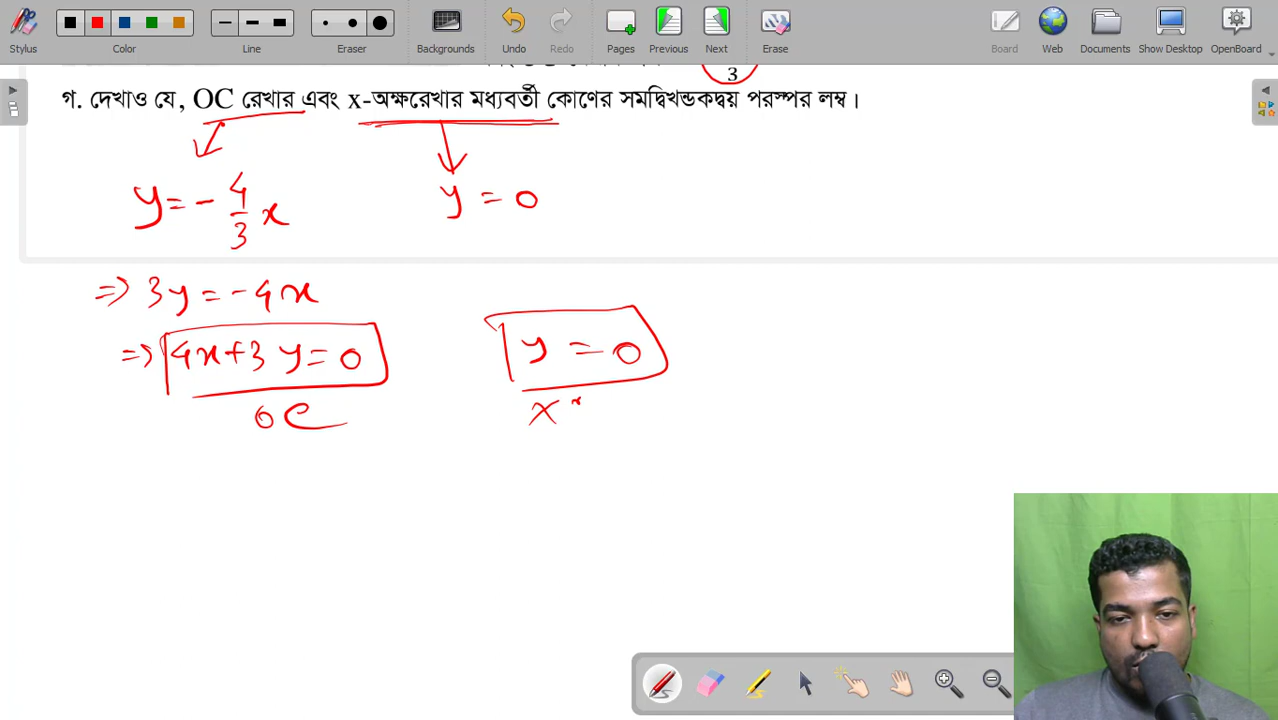 Stylus Color Line Eraser Backgrounds Undo Redo Pages Previous Next Erase Board Web Documents Show Desktop OpenBoard
3
গ. দেখাও যে, OC রেখার এবং x-অক্ষরেখার মধ্যবর্তী কোণের সমদ্বিখন্ডকদ্বয় পরস্পর লম্ব।
y = - 4/3 x y = 0
⇒ 3y = -4x
⇒ 4x+3y=0 y = 0
OC X